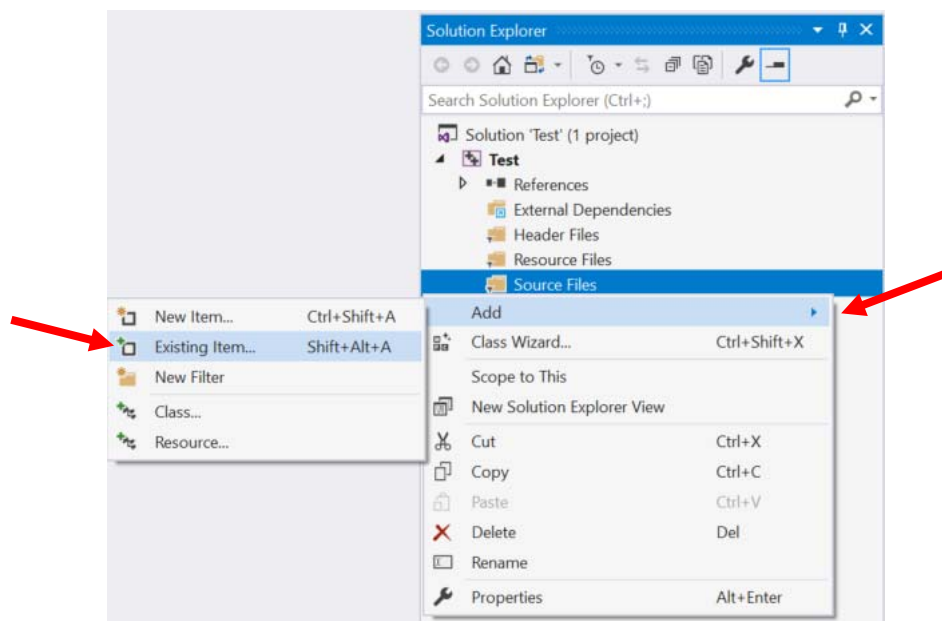 Solution Explorer
Search Solution Explorer (Ctrl+;)
Solution 'Test' (1 project)
Test
References
External Dependencies
Header Files
Resource Files
Source Files
New Item... Ctrl+Shift+A
Existing Item... Shift+Alt+A
New Filter
Class...
Resource...
Add
Class Wizard... Ctrl+Shift+X
Scope to This
New Solution Explorer View
Cut Ctrl+X
Copy Ctrl+C
Paste Ctrl+V
Delete Del
Rename
Properties Alt+Enter